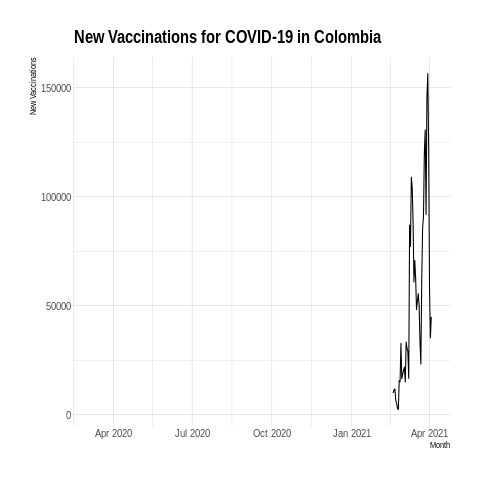 New Vaccinations for COVID-19 in Colombia
New Vaccinations
150000
100000
50000
0
Apr 2020 Jul 2020 Oct 2020 Jan 2021 Apr 2021
Month